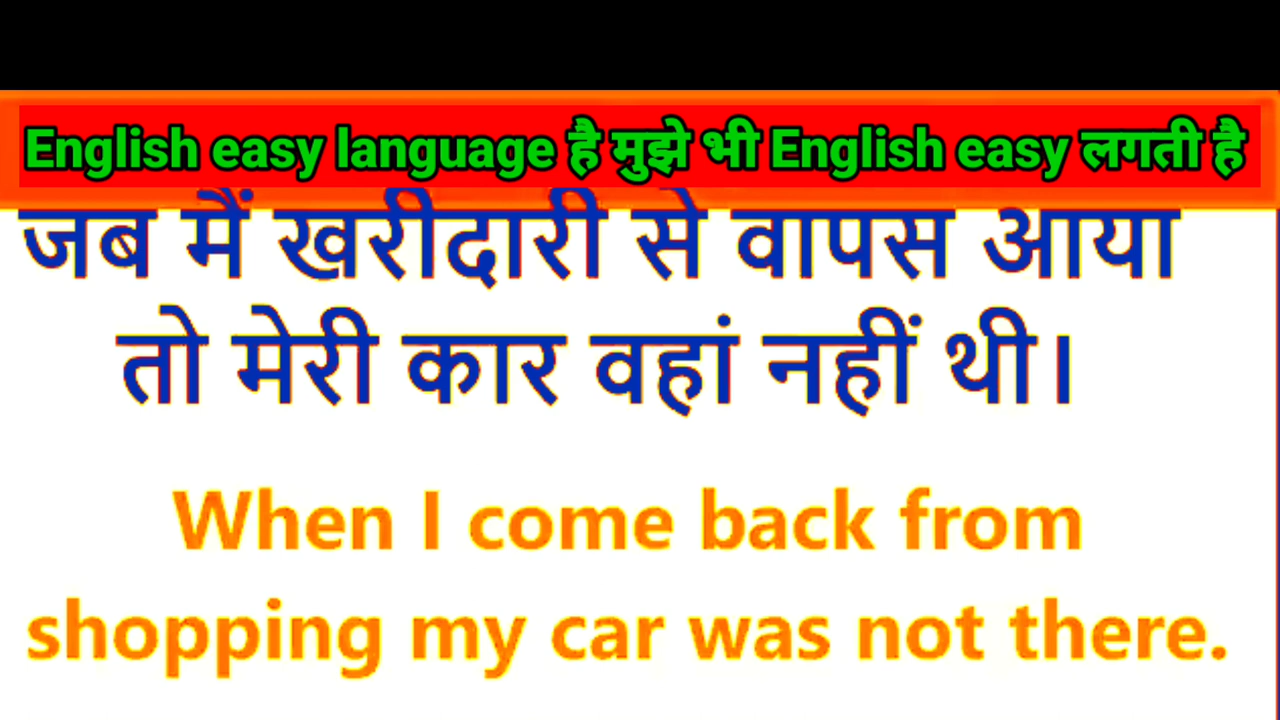 English easy language है मुझे भी English easy लगती है
जब मैं खरीदारी से वापस आया
तो मेरी कार वहां नहीं थी।
When I come back from
shopping my car was not there.